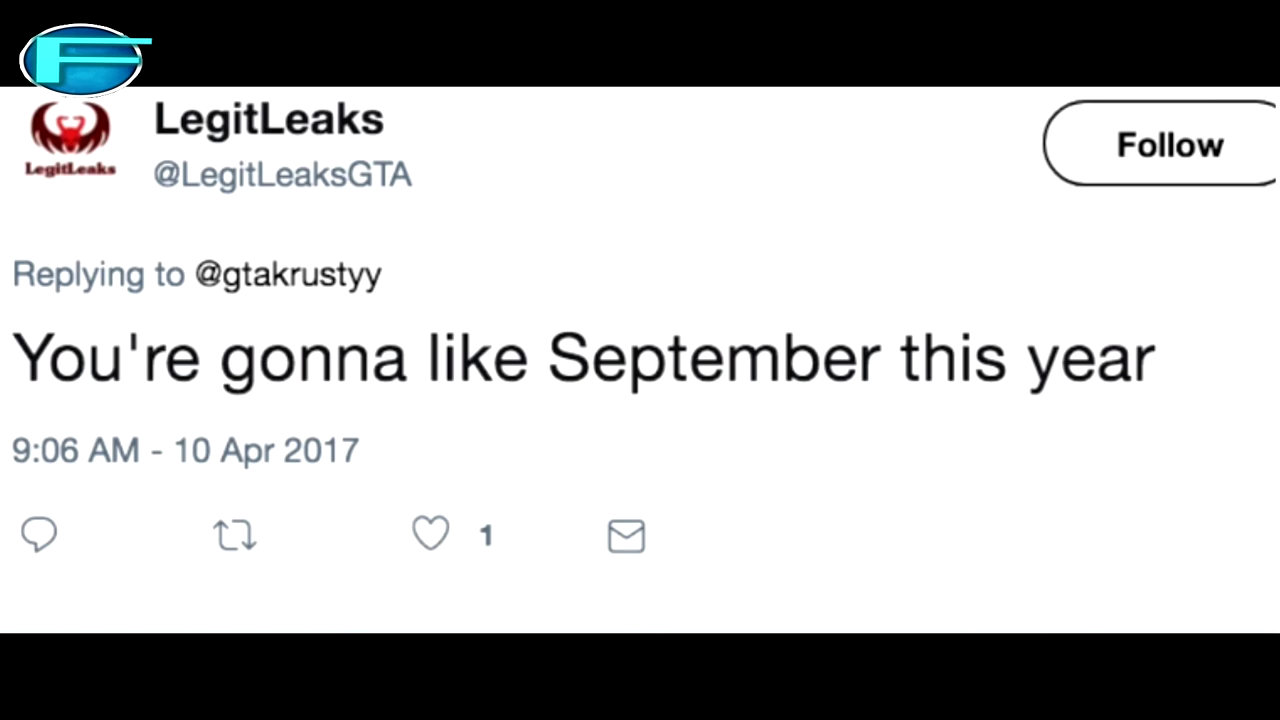 F
LegitLeaks
LegitLeaks
@LegitLeaksGTA
Follow
Replying to @gtakrustyy
You're gonna like September this year
9:06 AM - 10 Apr 2017
1